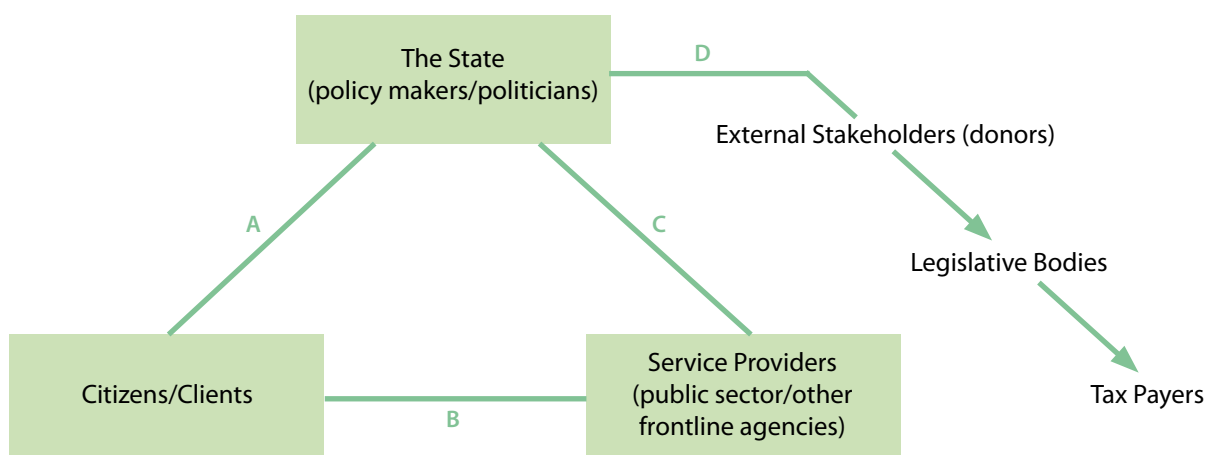 The State
(policy makers/politicians)
D
External Stakeholders (donors)
A
C
Legislative Bodies
Citizens/Clients
Service Providers
(public sector/other
frontline agencies)
B
Tax Payers